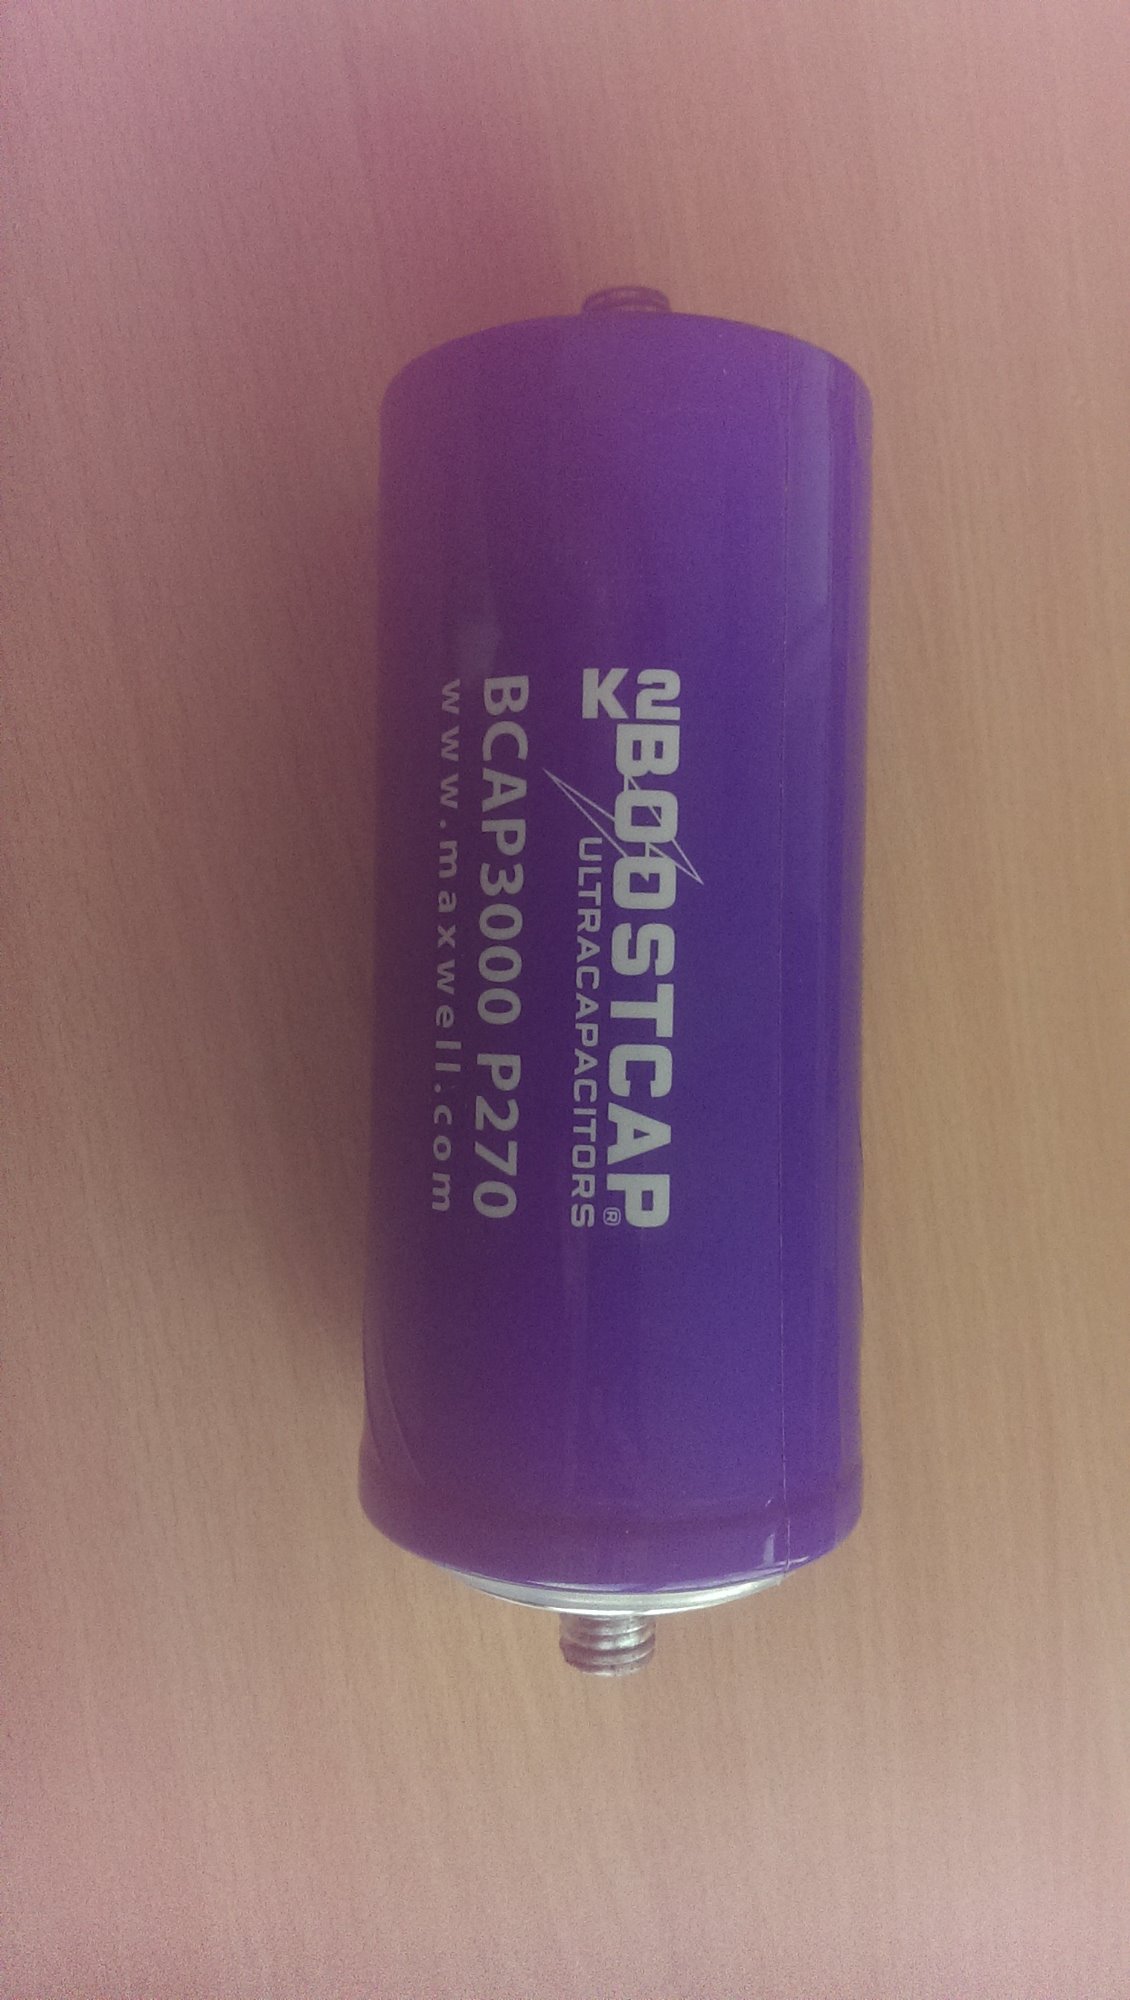 K2 BOOSTCAP®
ULTRACAPACITORS
BCAP3000 P270
www.maxwell.com